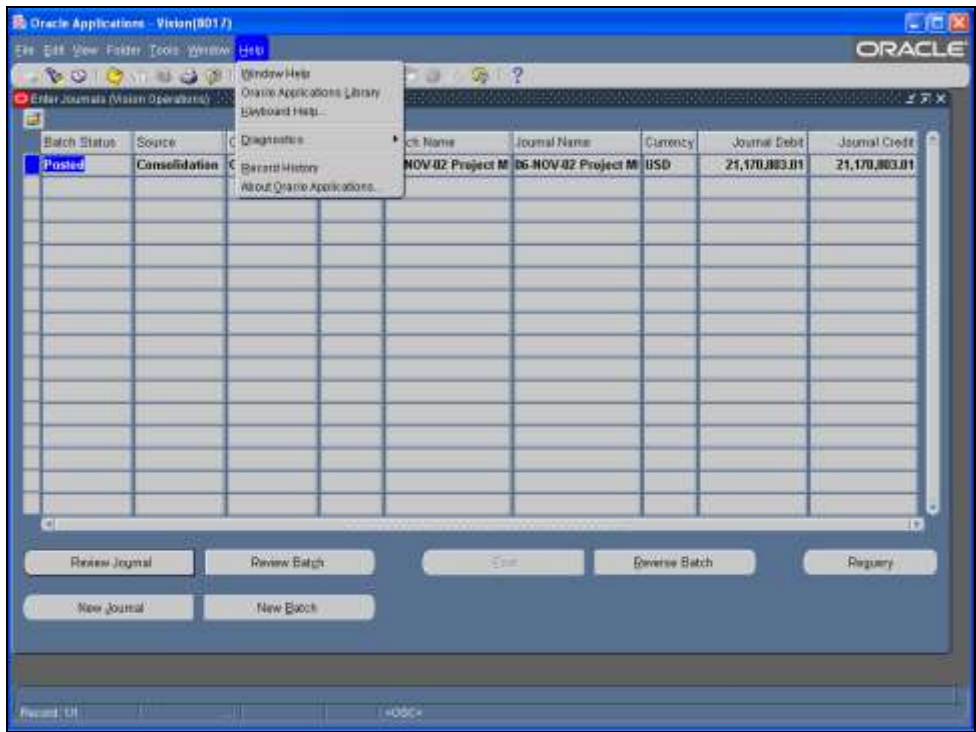 Oracle Applications - Vision(8017)
File Edit View Folder Tools Window Help
ORACLE
Window Help
Enter Journals (Vision Operations)
Oracle Applications Library
Keyboard Help...
Batch Status Source Diagnostics ch Name Journal Name Currency Journal Debit Journal Credit
Posted Consolidation Record History NOV-02 Project M 06-NOV-02 Project M USD 21,170,803.01 21,170,803.01
About Oracle Applications...
Review Journal Review Batch Reverse Batch Requery
New Journal New Batch
Record: 1/1 <OSC>